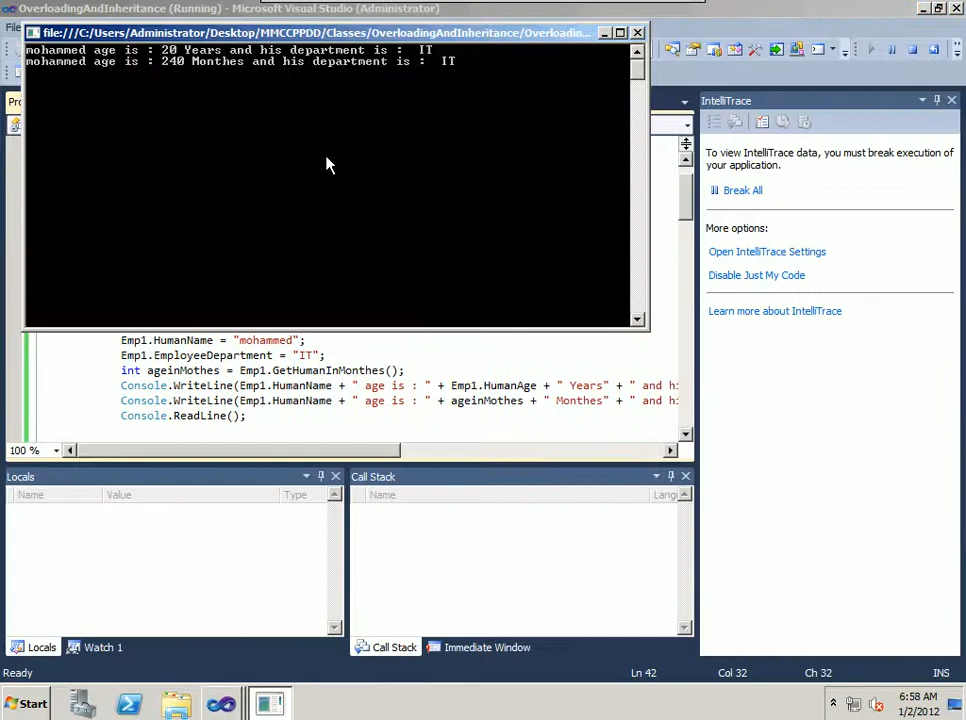 OverloadingAndInheritance (Running) - Microsoft Visual Studio (Administrator)
file:///C:/Users/Administrator/Desktop/MMCCPPDD/Classes/OverloadingAndInheritance/Overloadin...
mohammed age is : 20 Years and his department is :  IT
mohammed age is : 240 Monthes and his department is :  IT
IntelliTrace
To view IntelliTrace data, you must break execution of
your application.
Break All
More options:
Open IntelliTrace Settings
Disable Just My Code
Learn more about IntelliTrace
Emp1.HumanName = "mohammed";
Emp1.EmployeeDepartment = "IT";
int ageinMothes = Emp1.GetHumanInMonthes();
Console.WriteLine(Emp1.HumanName + " age is : " + Emp1.HumanAge + " Years" + " and hi
Console.WriteLine(Emp1.HumanName + " age is : " + ageinMothes + " Monthes" + " and hi
Console.ReadLine();
100 %
Locals
Name Value Type
Call Stack
Name Lang
Locals Watch 1
Call Stack Immediate Window
Ready Ln 42 Col 32 Ch 32 INS
Start
6:58 AM
1/2/2012